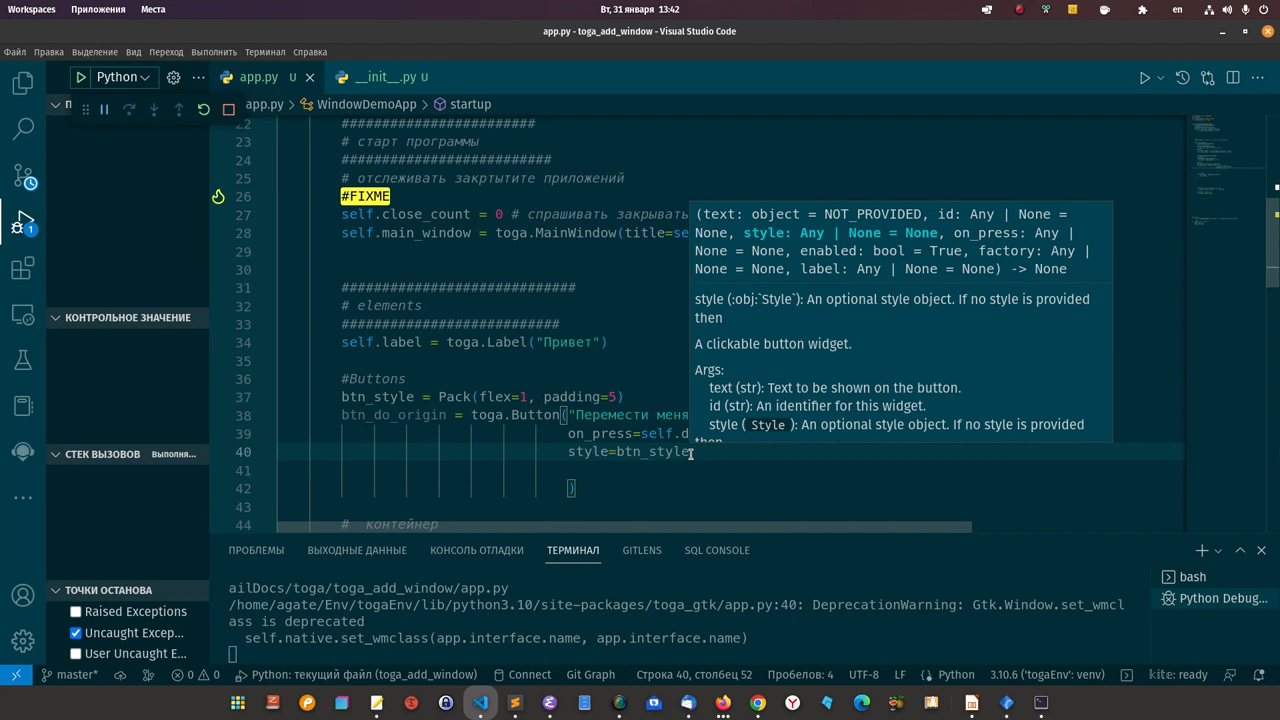 Приложения
Места
Вт, 31 января 13:42
en
app.py - toga_add_window - Visual Studio Code
Файл Правка Выделение Вид Переход Выполнить Терминал Справка
Python
app.py U
__init__.py U
app.py > WindowDemoApp > startup
22 ########################
23 # старт программы
24 ##########################
25 # отслеживать закртытите приложений
26 #FIXME
27 self.close_count = 0 # спрашивать закрывать
28 self.main_window = toga.MainWindow(title=se
29
30
31 #############################
32 # elements
33 ###########################
34 self.label = toga.Label("Привет")
35
36 #Buttons
37 btn_style = Pack(flex=1, padding=5)
38 btn_do_origin = toga.Button("Перемести меня
39 on_press=self.d
40 style=btn_style
41
42 )
43
44 # контейнер
(text: object = NOT_PROVIDED, id: Any | None =
None, style: Any | None = None, on_press: Any |
None = None, enabled: bool = True, factory: Any |
None = None, label: Any | None = None) -> None
style (:obj:`Style`): An optional style object. If no style is provided
then
A clickable button widget.
Args:
text (str): Text to be shown on the button.
id (str): An identifier for this widget.
style ( Style ): An optional style object. If no style is provided
then
КОНТРОЛЬНОЕ ЗНАЧЕНИЕ
СТЕК ВЫЗОВОВ Выполня...
ТОЧКИ ОСТАНОВА
Raised Exceptions
Uncaught Excep...
User Uncaught E...
1
ПРОБЛЕМЫ ВЫХОДНЫЕ ДАННЫЕ КОНСОЛЬ ОТЛАДКИ ТЕРМИНАЛ GITLENS SQL CONSOLE
ailDocs/toga/toga_add_window/app.py
/home/agate/Env/togaEnv/lib/python3.10/site-packages/toga_gtk/app.py:40: DeprecationWarning: Gtk.Window.set_wmcl
ass is deprecated
self.native.set_wmclass(app.interface.name, app.interface.name)
bash
Python Debug...
master* 0 0 Python: текущий файл (toga_add_window) Connect Git Graph Строка 40, столбец 52 Пробелов: 4 UTF-8 LF Python 3.10.6 ('togaEnv': venv) kite: ready